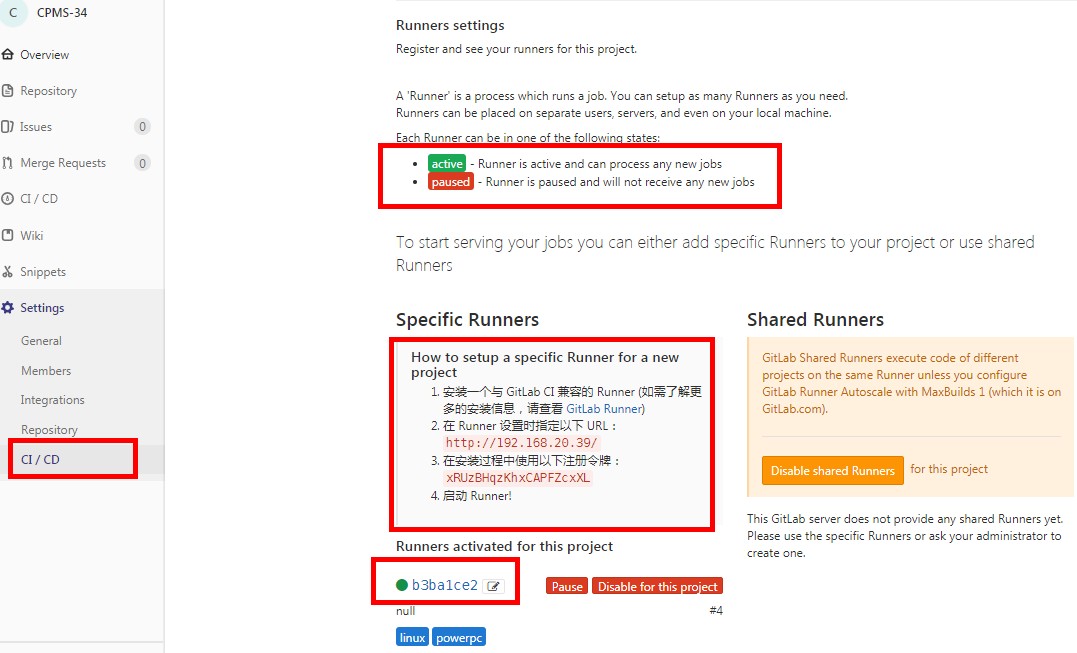 C CPMS-34
Overview
Repository
Issues 0
Merge Requests 0
CI / CD
Wiki
Snippets
Settings
General
Members
Integrations
Repository
CI / CD
Runners settings
Register and see your runners for this project.
A 'Runner' is a process which runs a job. You can setup as many Runners as you need.
Runners can be placed on separate users, servers, and even on your local machine.
Each Runner can be in one of the following states:
• active - Runner is active and can process any new jobs
• paused - Runner is paused and will not receive any new jobs
To start serving your jobs you can either add specific Runners to your project or use shared
Runners
Specific Runners
How to setup a specific Runner for a new
project
1. 安装一个与 GitLab CI 兼容的 Runner (如需了解更
多的安装信息，请查看 GitLab Runner)
2. 在 Runner 设置时指定以下 URL：
http://192.168.20.39/
3. 在安装过程中使用以下注册令牌：
xRUzBHqzKhxCAPFZcxXL
4. 启动 Runner!
Runners activated for this project
b3ba1ce2
Pause Disable for this project
null #4
linux powerpc
Shared Runners
GitLab Shared Runners execute code of different
projects on the same Runner unless you configure
GitLab Runner Autoscale with MaxBuilds 1 (which it is on
GitLab.com).
Disable shared Runners for this project
This GitLab server does not provide any shared Runners yet.
Please use the specific Runners or ask your administrator to
create one.